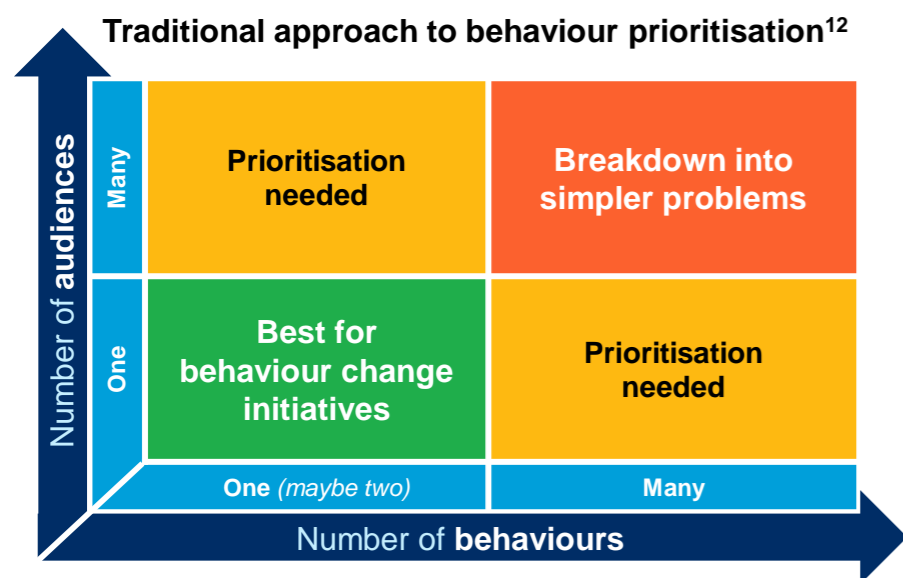 Traditional approach to behaviour prioritisation¹²
Number of audiences
Many
One
Prioritisation
needed
Breakdown into
simpler problems
Best for
behaviour change
initiatives
Prioritisation
needed
One (maybe two)
Many
Number of behaviours